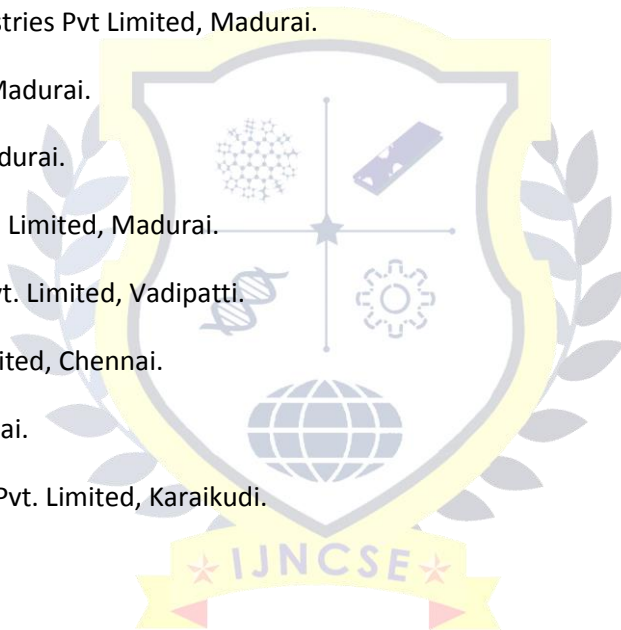 stries Pvt Limited, Madurai.
Madurai.
durai.
Limited, Madurai.
vt. Limited, Vadipatti.
ited, Chennai.
ai.
Pvt. Limited, Karaikudi.
IJNCSE